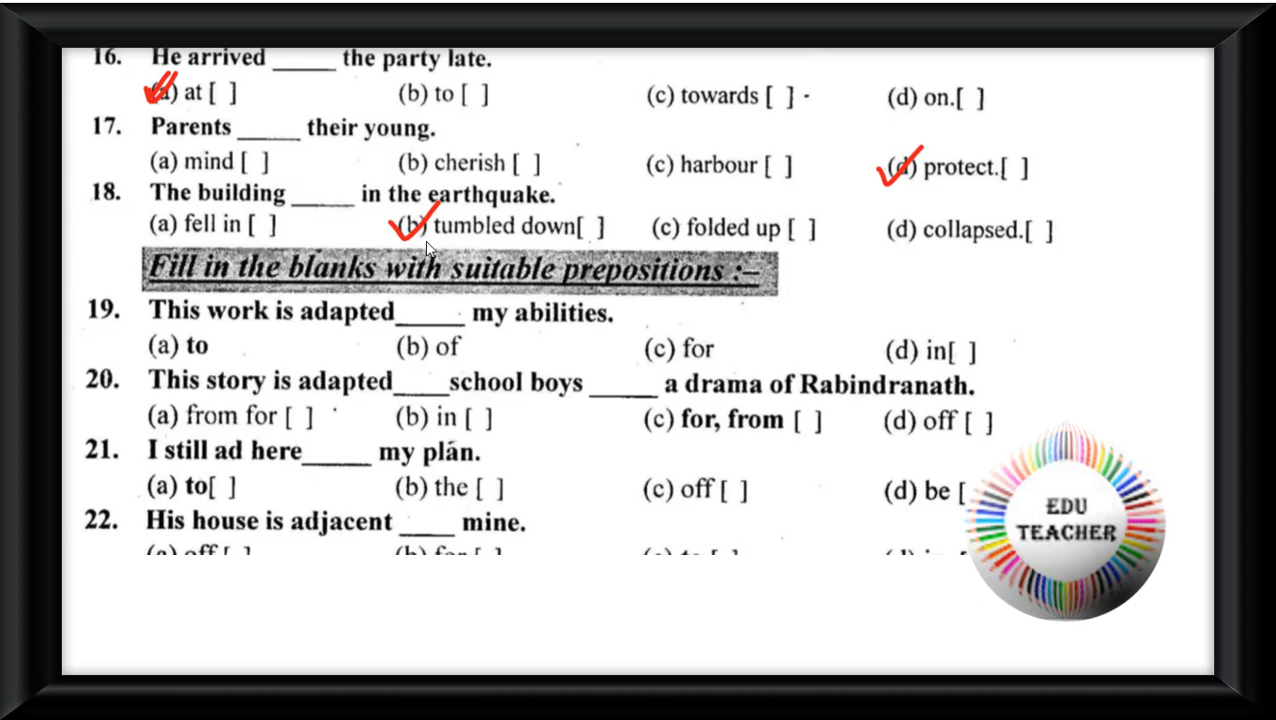 16. He arrived _____ the party late.
(a) at [ ] (b) to [ ] (c) towards [ ] (d) on.[ ]
17. Parents _____ their young.
(a) mind [ ] (b) cherish [ ] (c) harbour [ ] (d) protect.[ ]
18. The building _____ in the earthquake.
(a) fell in [ ] (b) tumbled down[ ] (c) folded up [ ] (d) collapsed.[ ]
Fill in the blanks with suitable prepositions :–
19. This work is adapted_____ my abilities.
(a) to (b) of (c) for (d) in[ ]
20. This story is adapted____school boys _____ a drama of Rabindranath.
(a) from for [ ] (b) in [ ] (c) for, from [ ] (d) off [ ]
21. I still ad here_____ my plan.
(a) to[ ] (b) the [ ] (c) off [ ] (d) be [
22. His house is adjacent ____ mine.
EDU
TEACHER